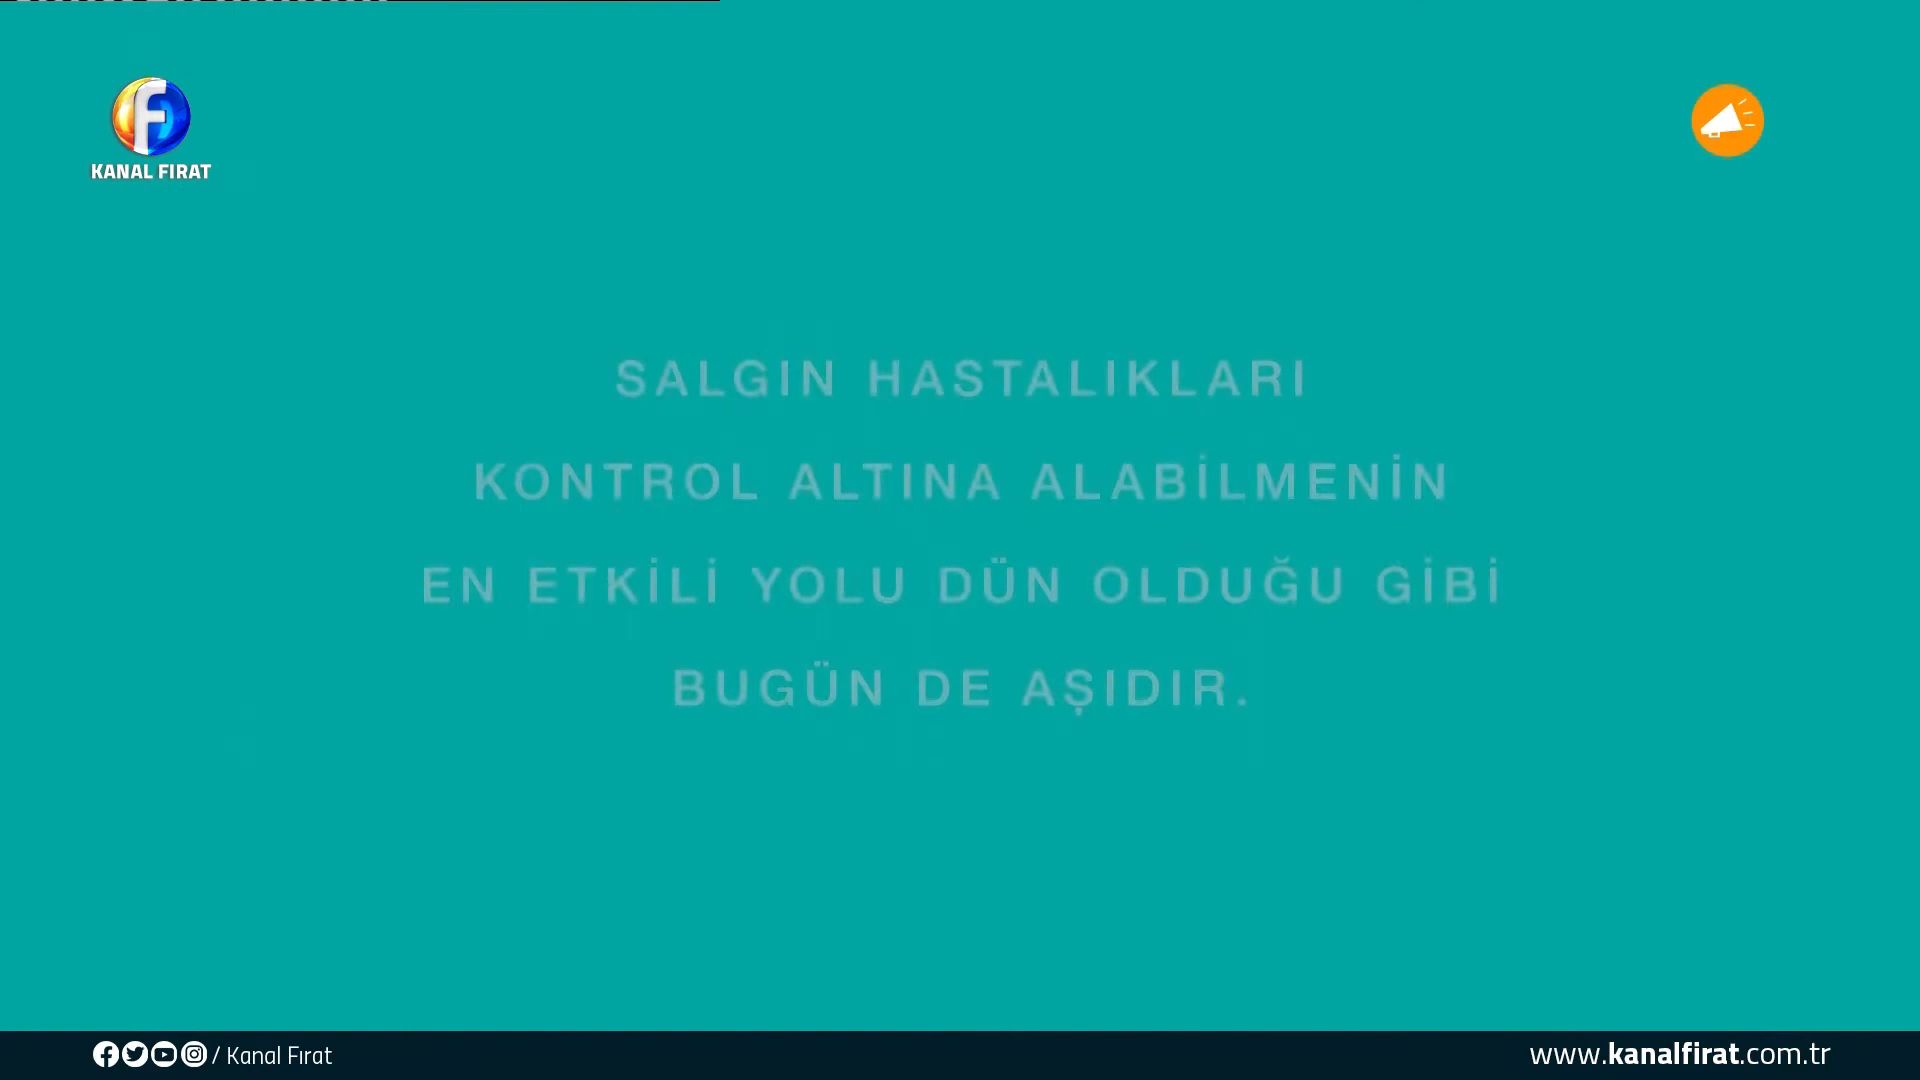 KANAL FIRAT
SALGIN HASTALIKLARI
KONTROL ALTINA ALABİLMENİN
EN ETKİLİ YOLU DÜN OLDUĞU GİBİ
BUGÜN DE AŞIDIR.
/ Kanal Fırat
www.kanalfirat.com.tr